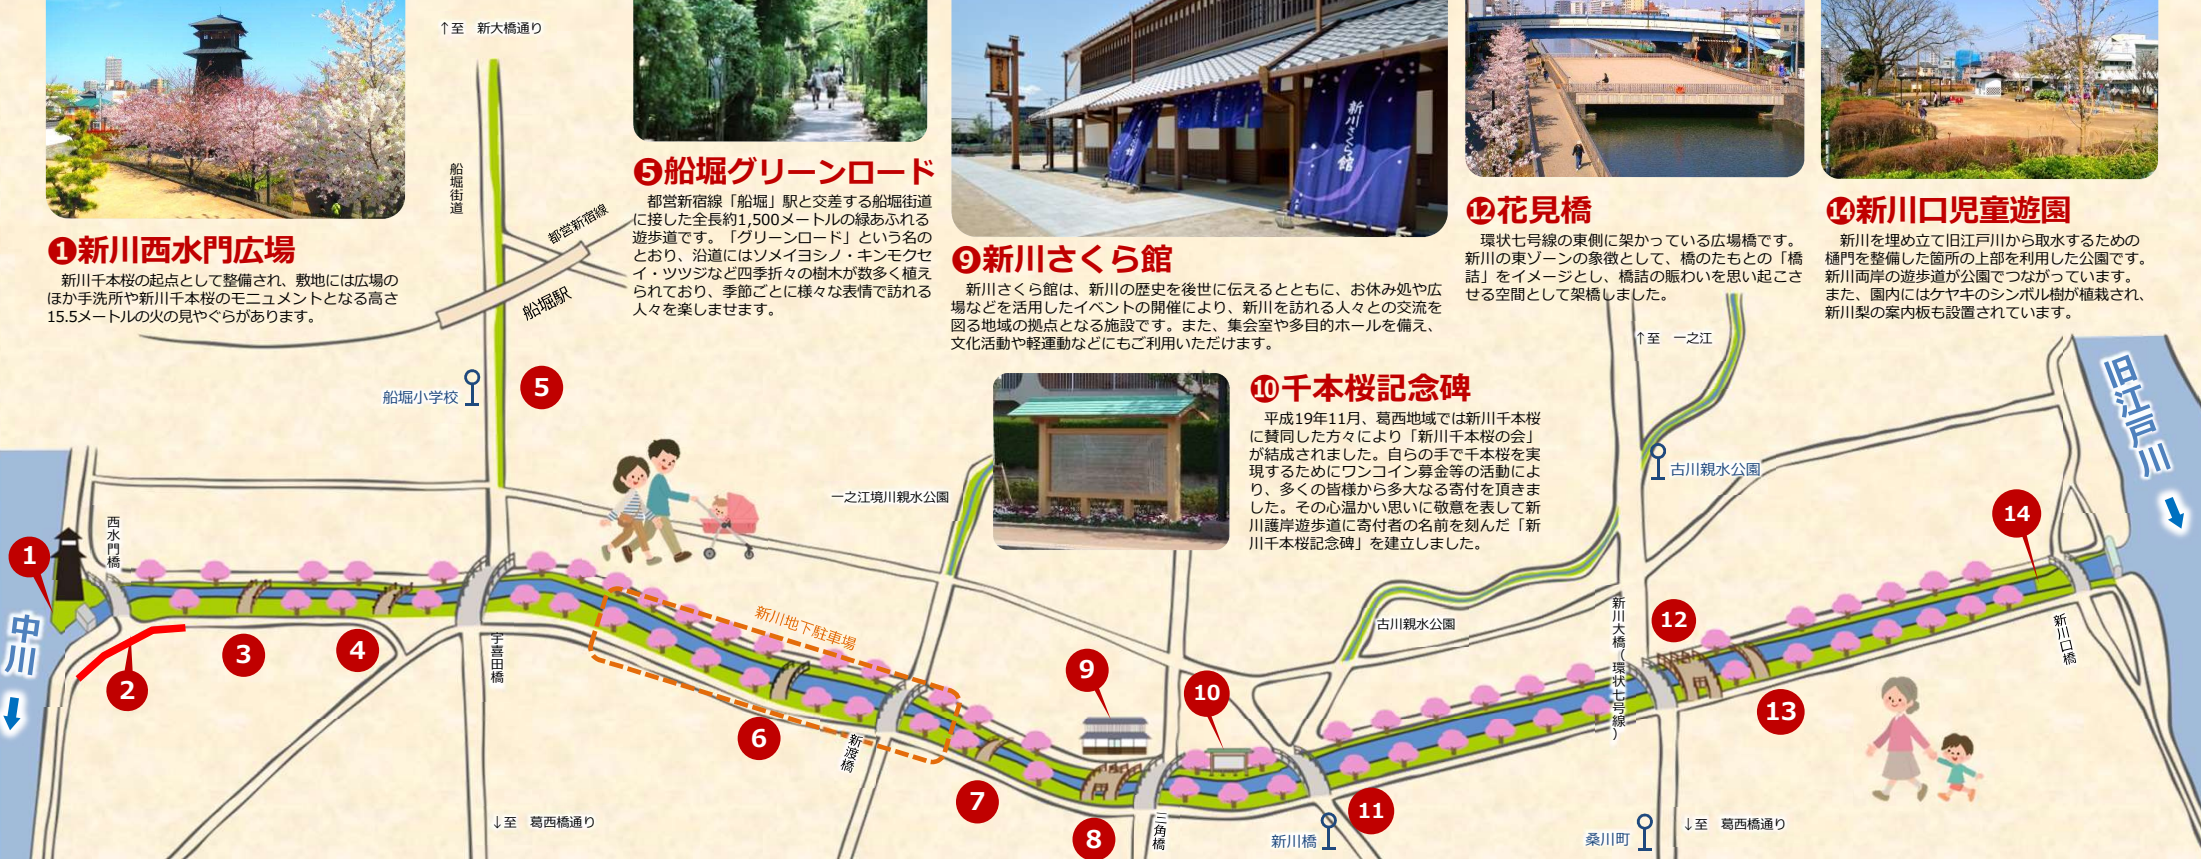 ↑至　新大橋通り
船堀街道
都営新宿線
船堀駅
❶新川西水門広場
新川千本桜の起点として整備され、敷地には広場の
ほか手洗所や新川千本桜のモニュメントとなる高さ
15.5メートルの火の見やぐらがあります。
❺船堀グリーンロード
都営新宿線「船堀」駅と交差する船堀街道
に接した全長約1,500メートルの緑あふれる
遊歩道です。「グリーンロード」という名の
とおり、沿道にはソメイヨシノ・キンモクセ
イ・ツツジなど四季折々の樹木が数多く植え
られており、季節ごとに様々な表情で訪れる
人々を楽しませます。
新川さくら館
❾新川さくら館
新川さくら館は、新川の歴史を後世に伝えるとともに、お休み処や広
場などを活用したイベントの開催により、新川を訪れる人々との交流を
図る地域の拠点となる施設です。また、集会室や多目的ホールを備え、
文化活動や軽運動などにもご利用いただけます。
⓬花見橋
環状七号線の東側に架かっている広場橋です。
新川の東ゾーンの象徴として、橋のたもとの「橋
詰」をイメージとし、橋詰の賑わいを思い起こさ
せる空間として架橋しました。
⓮新川口児童遊園
新川を埋め立て旧江戸川から取水するための
樋門を整備した箇所の上部を利用した公園です。
新川両岸の遊歩道が公園でつながっています。
また、園内にはケヤキのシンボル樹が植栽され、
新川梨の案内板も設置されています。
❿千本桜記念碑
平成19年11月、葛西地域では新川千本桜
に賛同した方々により「新川千本桜の会」
が結成されました。自らの手で千本桜を実
現するためにワンコイン募金等の活動によ
り、多くの皆様から多大なる寄付を頂きま
した。その心温かい思いに敬意を表して新
川護岸遊歩道に寄付者の名前を刻んだ「新
川千本桜記念碑」を建立しました。
↑至　一之江
旧江戸川
船堀小学校
5
一之江境川親水公園
古川親水公園
14
西水門橋
1
中川
2
3
4
宇喜田橋
新川地下駐車場
6
新渡橋
7
8
9
10
三角橋
古川親水公園
新川大橋（環状七号線）
12
13
新川口橋
11
新川橋
桑川町
↓至　葛西橋通り
↓至　葛西橋通り